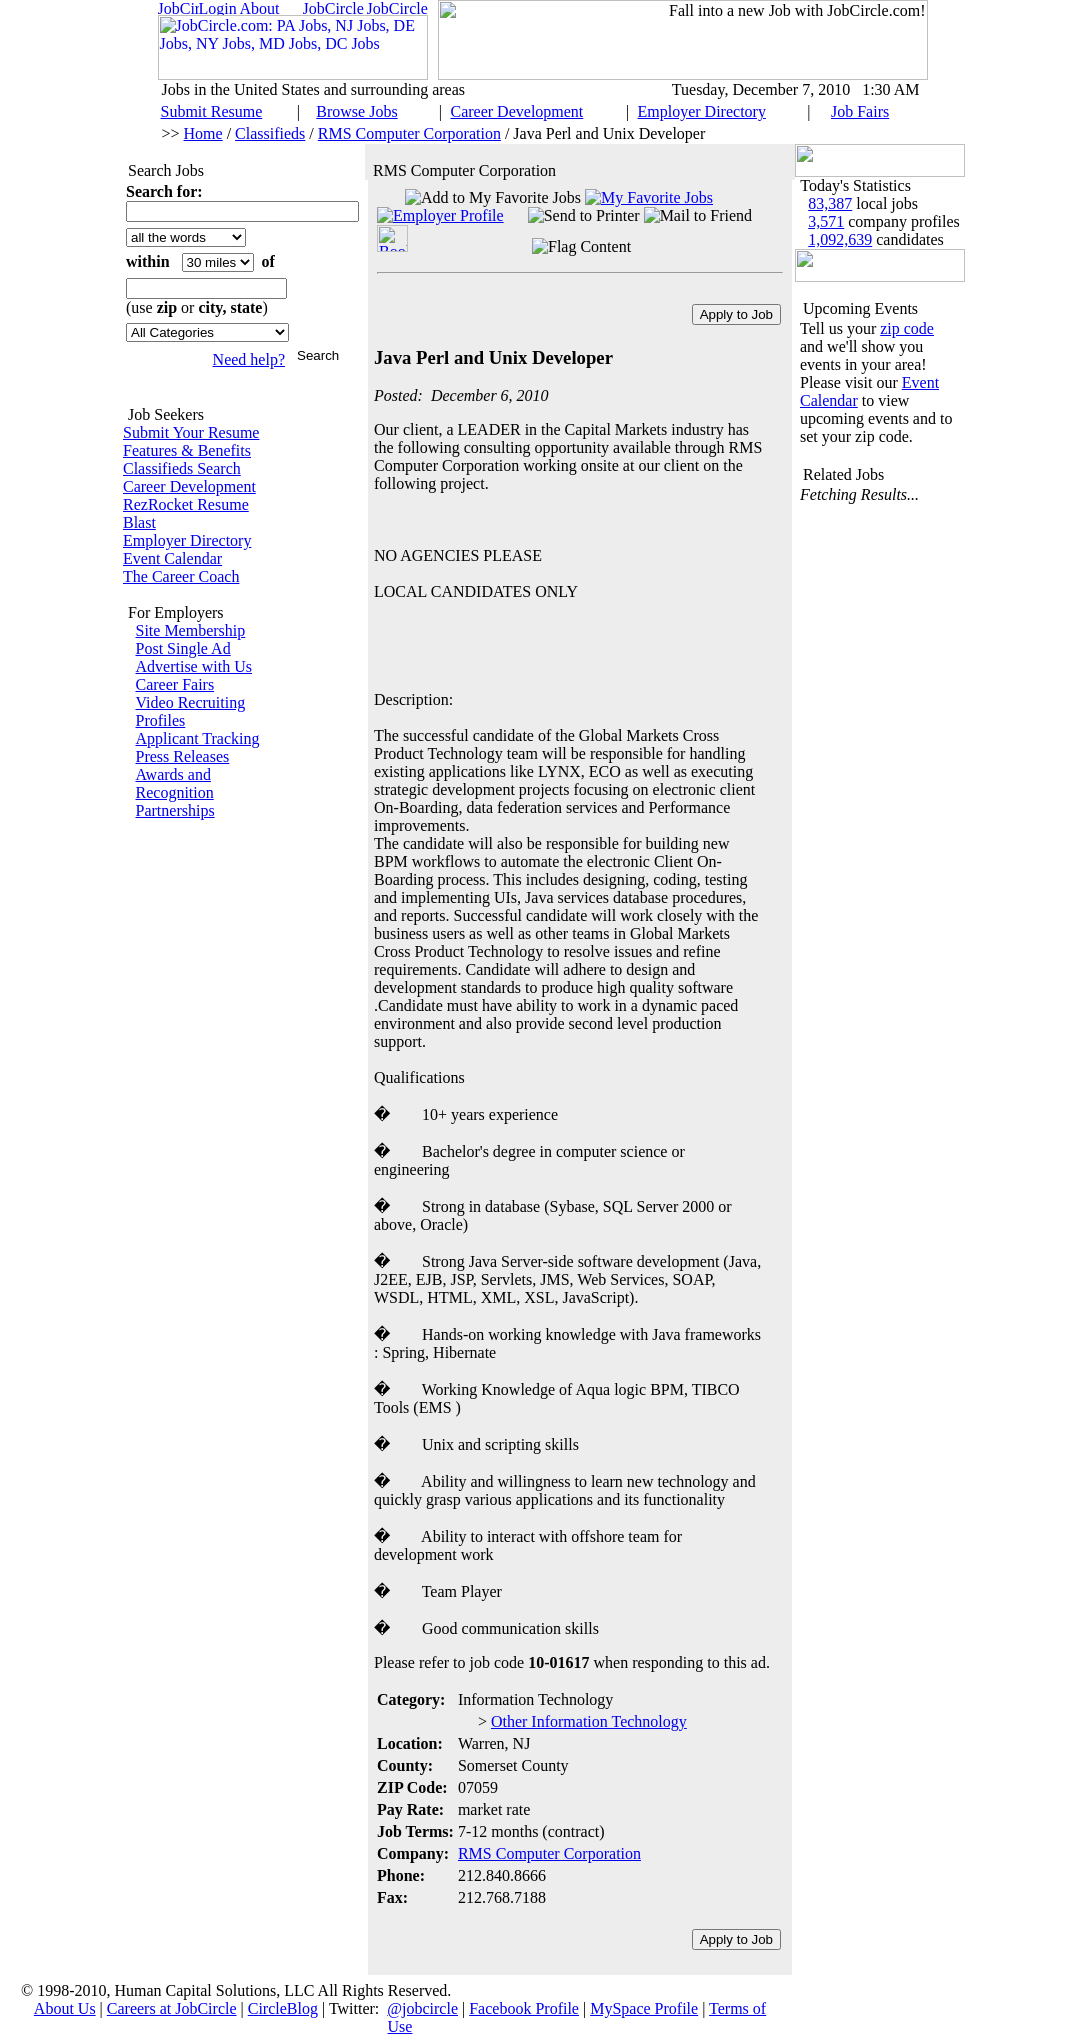 JobCir Login About JobCircle JobCircle
JobCircle.com: PA Jobs, NJ Jobs, DE
Jobs, NY Jobs, MD Jobs, DC Jobs
Fall into a new Job with JobCircle.com!
Jobs in the United States and surrounding areas
Tuesday, December 7, 2010 1:30 AM
Submit Resume | Browse Jobs | Career Development | Employer Directory | Job Fairs
>> Home / Classifieds / RMS Computer Corporation / Java Perl and Unix Developer
Search Jobs
Search for:
all the words
within 30 miles of
(use zip or city, state)
All Categories
Need help? Search
Job Seekers
Submit Your Resume
Features & Benefits
Classifieds Search
Career Development
RezRocket Resume
Blast
Employer Directory
Event Calendar
The Career Coach
For Employers
Site Membership
Post Single Ad
Advertise with Us
Career Fairs
Video Recruiting
Profiles
Applicant Tracking
Press Releases
Awards and
Recognition
Partnerships
RMS Computer Corporation
Add to My Favorite Jobs My Favorite Jobs
Employer Profile Send to Printer Mail to Friend
Flag Content
Apply to Job
Java Perl and Unix Developer
Posted: December 6, 2010
Our client, a LEADER in the Capital Markets industry has
the following consulting opportunity available through RMS
Computer Corporation working onsite at our client on the
following project.
NO AGENCIES PLEASE
LOCAL CANDIDATES ONLY
Description:
The successful candidate of the Global Markets Cross
Product Technology team will be responsible for handling
existing applications like LYNX, ECO as well as executing
strategic development projects focusing on electronic client
On-Boarding, data federation services and Performance
improvements.
The candidate will also be responsible for building new
BPM workflows to automate the electronic Client On-
Boarding process. This includes designing, coding, testing
and implementing UIs, Java services database procedures,
and reports. Successful candidate will work closely with the
business users as well as other teams in Global Markets
Cross Product Technology to resolve issues and refine
requirements. Candidate will adhere to design and
development standards to produce high quality software
.Candidate must have ability to work in a dynamic paced
environment and also provide second level production
support.
Qualifications
� 10+ years experience
� Bachelor's degree in computer science or
engineering
� Strong in database (Sybase, SQL Server 2000 or
above, Oracle)
� Strong Java Server-side software development (Java,
J2EE, EJB, JSP, Servlets, JMS, Web Services, SOAP,
WSDL, HTML, XML, XSL, JavaScript).
� Hands-on working knowledge with Java frameworks
: Spring, Hibernate
� Working Knowledge of Aqua logic BPM, TIBCO
Tools (EMS )
� Unix and scripting skills
� Ability and willingness to learn new technology and
quickly grasp various applications and its functionality
� Ability to interact with offshore team for
development work
� Team Player
� Good communication skills
Please refer to job code 10-01617 when responding to this ad.
Category: Information Technology
> Other Information Technology
Location: Warren, NJ
County: Somerset County
ZIP Code: 07059
Pay Rate: market rate
Job Terms: 7-12 months (contract)
Company: RMS Computer Corporation
Phone: 212.840.8666
Fax: 212.768.7188
Apply to Job
Today's Statistics
83,387 local jobs
3,571 company profiles
1,092,639 candidates
Upcoming Events
Tell us your zip code
and we'll show you
events in your area!
Please visit our Event
Calendar to view
upcoming events and to
set your zip code.
Related Jobs
Fetching Results...
© 1998-2010, Human Capital Solutions, LLC All Rights Reserved.
About Us | Careers at JobCircle | CircleBlog | Twitter: @jobcircle | Facebook Profile | MySpace Profile | Terms of
Use